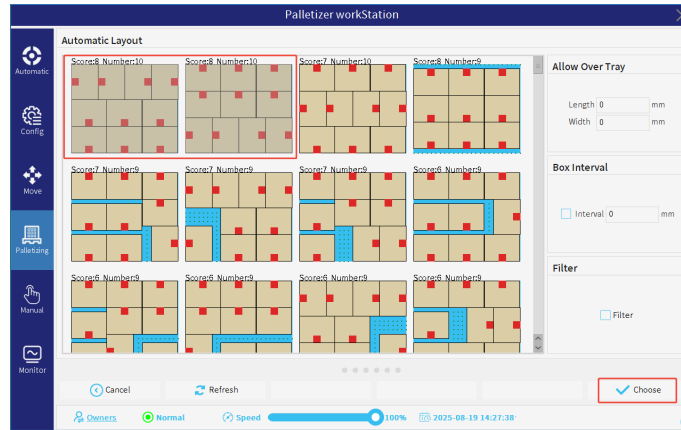 Palletizer workStation
Automatic Layout
Score:8 Number:10
Score:8 Number:10
Score:7 Number:10
Score:8 Number:9
Score:7 Number:9
Score:7 Number:9
Score:7 Number:9
Score:6 Number:9
Score:6 Number:9
Score:6 Number:9
Score:6 Number:9
Score:6 Number:9
Automatic
Config
Move
Palletizing
Manual
Monitor
Allow Over Tray
Length 0 mm
Width 0 mm
Box Interval
Interval 0 mm
Filter
Filter
Cancel
Refresh
Choose
Owners
Normal
Speed
100%
2025-08-19 14:27:38